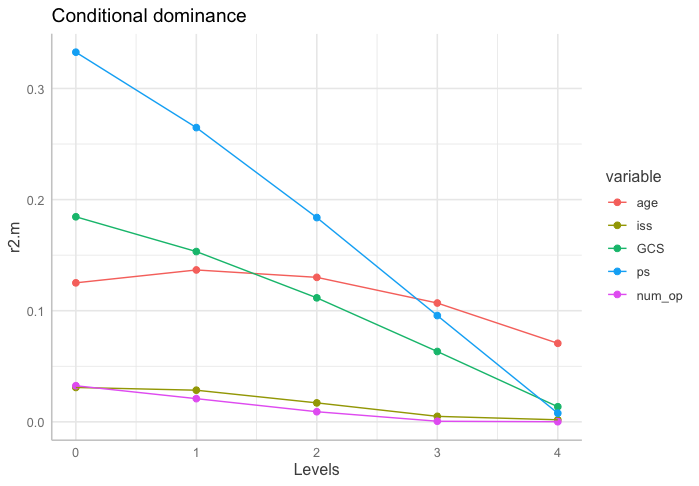 Conditional dominance
r2.m
0.3
0.2
0.1
0.0
0 1 2 3 4
Levels
variable
age
iss
GCS
ps
num_op